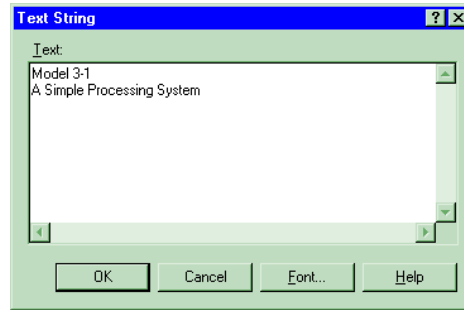 Text String
Text:
Model 3-1
A Simple Processing System
OK Cancel Font... Help